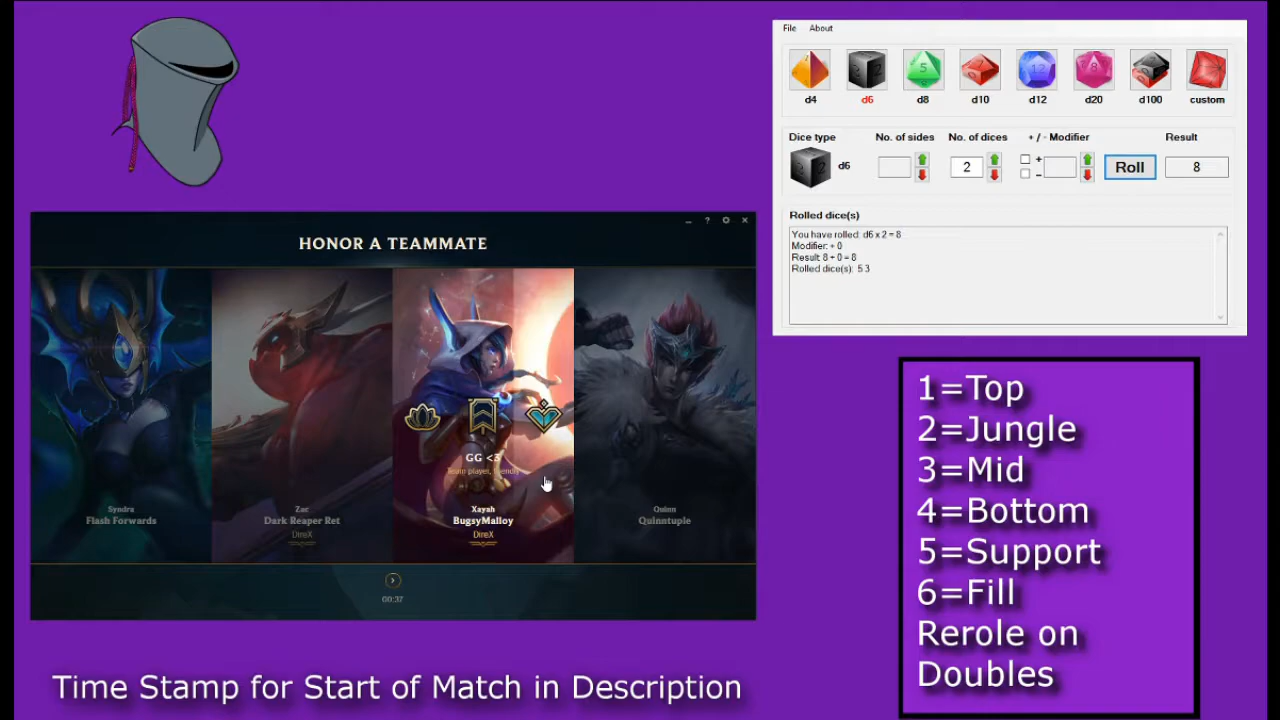 File About
d4 d6 d8 d10 d12 d20 d100 custom
Dice type No. of sides No. of dices + / - Modifier Result
d6 2 + - Roll 8
Rolled dice(s)
You have rolled: d6 x 2 = 8
Modifier: + 0
Result: 8 + 0 = 8
Rolled dice(s): 5 3
HONOR A TEAMMATE
GG <3
Team player, friendly
Syndra
Flash Forwards
Zac
Dark Reaper Ret
DireX
Xayah
BugsyMalloy
DireX
Quinn
Quinntuple
00:37
1=Top
2=Jungle
3=Mid
4=Bottom
5=Support
6=Fill
Rerole on
Doubles
Time Stamp for Start of Match in Description